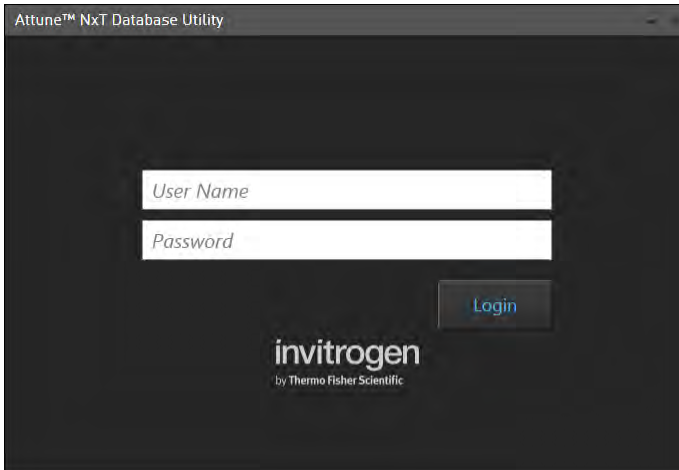 Attune™ NxT Database Utility
User Name
Password
Login
invitrogen
by Thermo Fisher Scientific